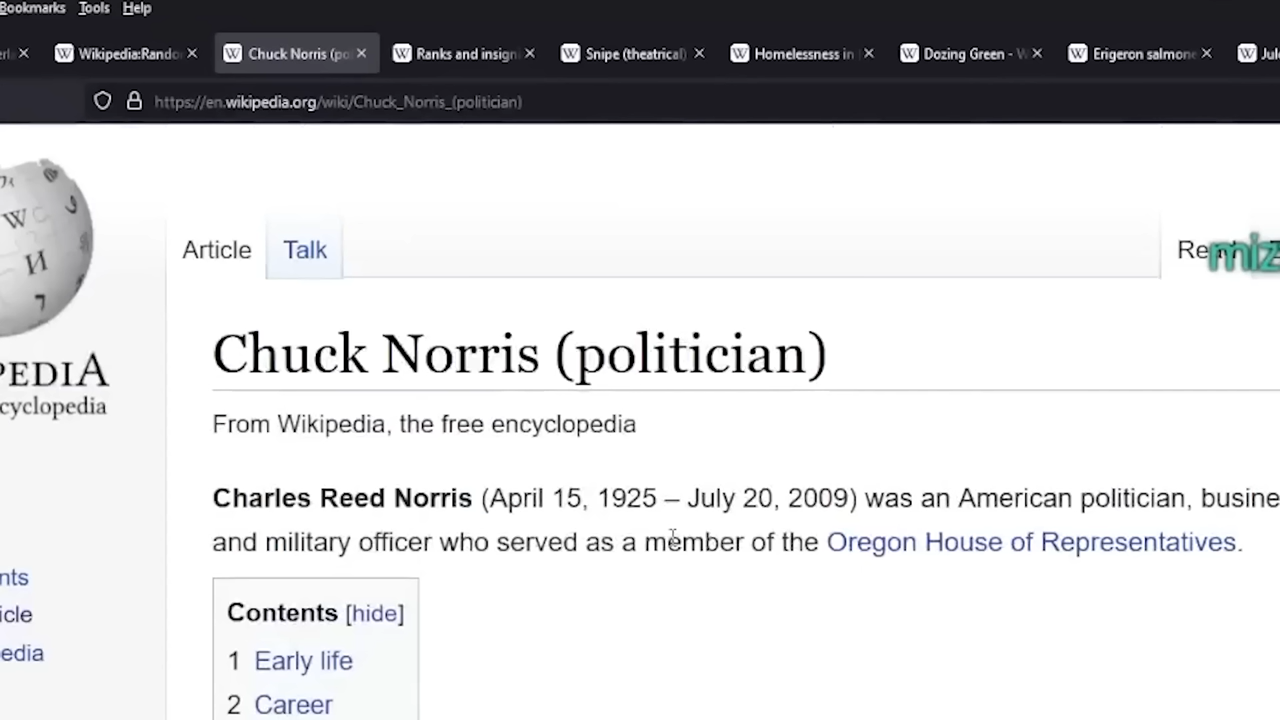 Bookmarks Tools Help
Wikipedia:Rando Chuck Norris (po Ranks and insign Snipe (theatrical) Homelessness in Dozing Green - W Erigeron salmone
https://en.wikipedia.org/wiki/Chuck_Norris_(politician)
Article Talk
miz
Chuck Norris (politician)
PEDIA
cyclopedia
From Wikipedia, the free encyclopedia
Charles Reed Norris (April 15, 1925 – July 20, 2009) was an American politician, busine
and military officer who served as a member of the Oregon House of Representatives.
nts
icle
edia
Contents [hide]
1 Early life
2 Career